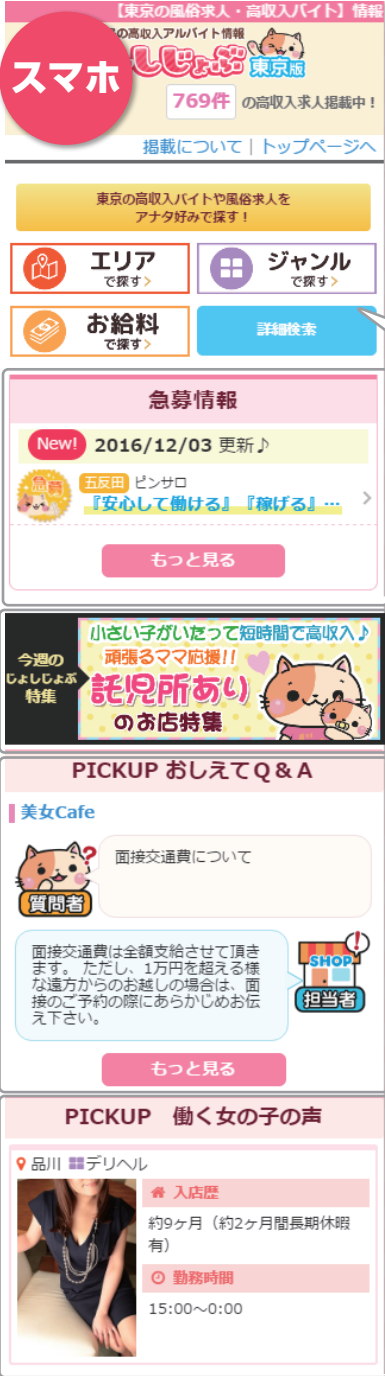 【東京の風俗求人・高収入バイト】情報
の高収入アルバイト情報
スマホ
しじょぶ 東京版
769件 の高収入求人掲載中！
掲載について｜トップページへ
東京の高収入バイトや風俗求人を
アナタ好みで探す！
エリア
で探す>
ジャンル
で探す>
お給料
で探す>
詳細検索
急募情報
New! 2016/12/03 更新♪
急募
五反田 ピンサロ
『安心して働ける』『稼げる』…
もっと見る
小さい子がいたって短時間で高収入♪
今週の
じょしじょぶ
特集
頑張るママ応援!!
託児所あり
のお店特集
PICKUP おしえてＱ＆Ａ
美女Cafe
面接交通費について
質問者
面接交通費は全額支給させて頂き
ます。 ただし、1万円を超える様
な遠方からのお越しの場合は、面
接のご予約の際にあらかじめお伝
え下さい。
SHOP
担当者
もっと見る
PICKUP　働く女の子の声
品川 デリヘル
入店歴
約9ヶ月（約2ヶ月間長期休暇
有）
勤務時間
15:00～0:00